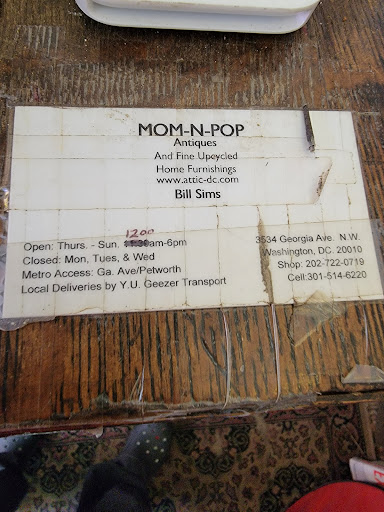 MOM-N-POP
Antiques
And Fine Upcycled
Home Furnishings
www.attic-dc.com
Bill Sims
1200
Open: Thurs. - Sun. 11:30am-6pm
Closed: Mon, Tues, & Wed
Metro Access: Ga. Ave/Petworth
Local Deliveries by Y.U. Geezer Transport
3534 Georgia Ave. N.W.
Washington, DC. 20010
Shop: 202-722-0719
Cell:301-514-6220